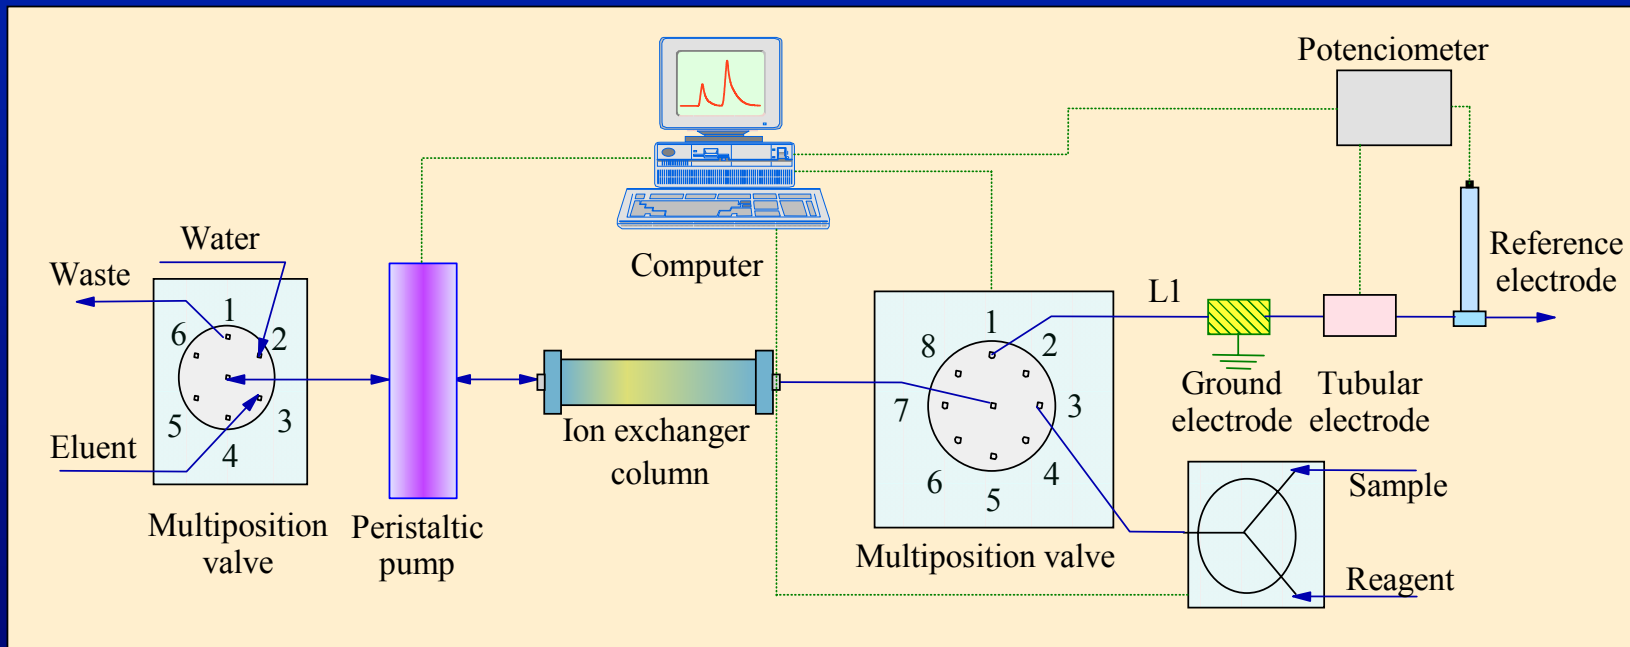 Potenciometer
Water
Waste
Computer
Reference
electrode
L1
1
6
2
5
3
4
1
8
2
7
3
6
4
5
Ground
electrode
Tubular
electrode
Eluent
Ion exchanger
column
Sample
Multiposition
valve
Peristaltic
pump
Multiposition valve
Reagent